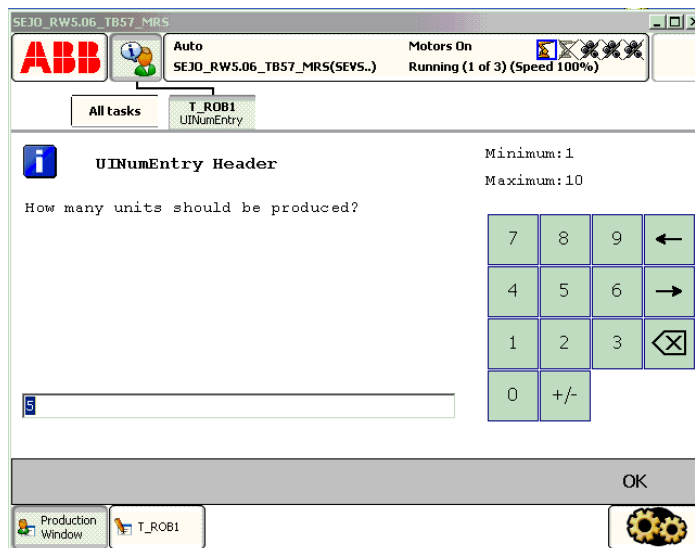 SEJO_RW5.06_TB57_MRS
ABB
Auto
Motors On
SEJO_RW5.06_TB57_MRS(SEVS..)
Running (1 of 3) (Speed 100%)
All tasks
T_ROB1
UINumEntry
i
UINumEntry Header
Minimum:1
Maximum:10
How many units should be produced?
7 8 9 ←
4 5 6 →
1 2 3
0 +/-
5
OK
Production
Window
T_ROB1